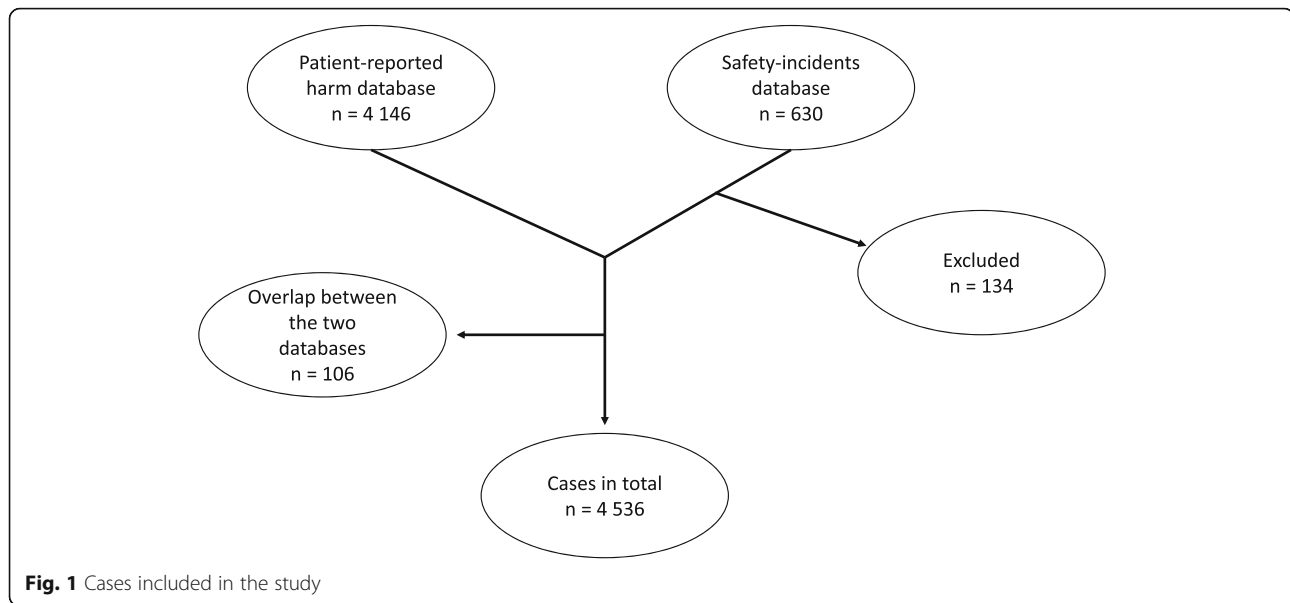 Patient-reported
harm database
n = 4 146
Safety-incidents
database
n = 630
Excluded
n = 134
Overlap between
the two
databases
n = 106
Cases in total
n = 4 536
Fig. 1 Cases included in the study